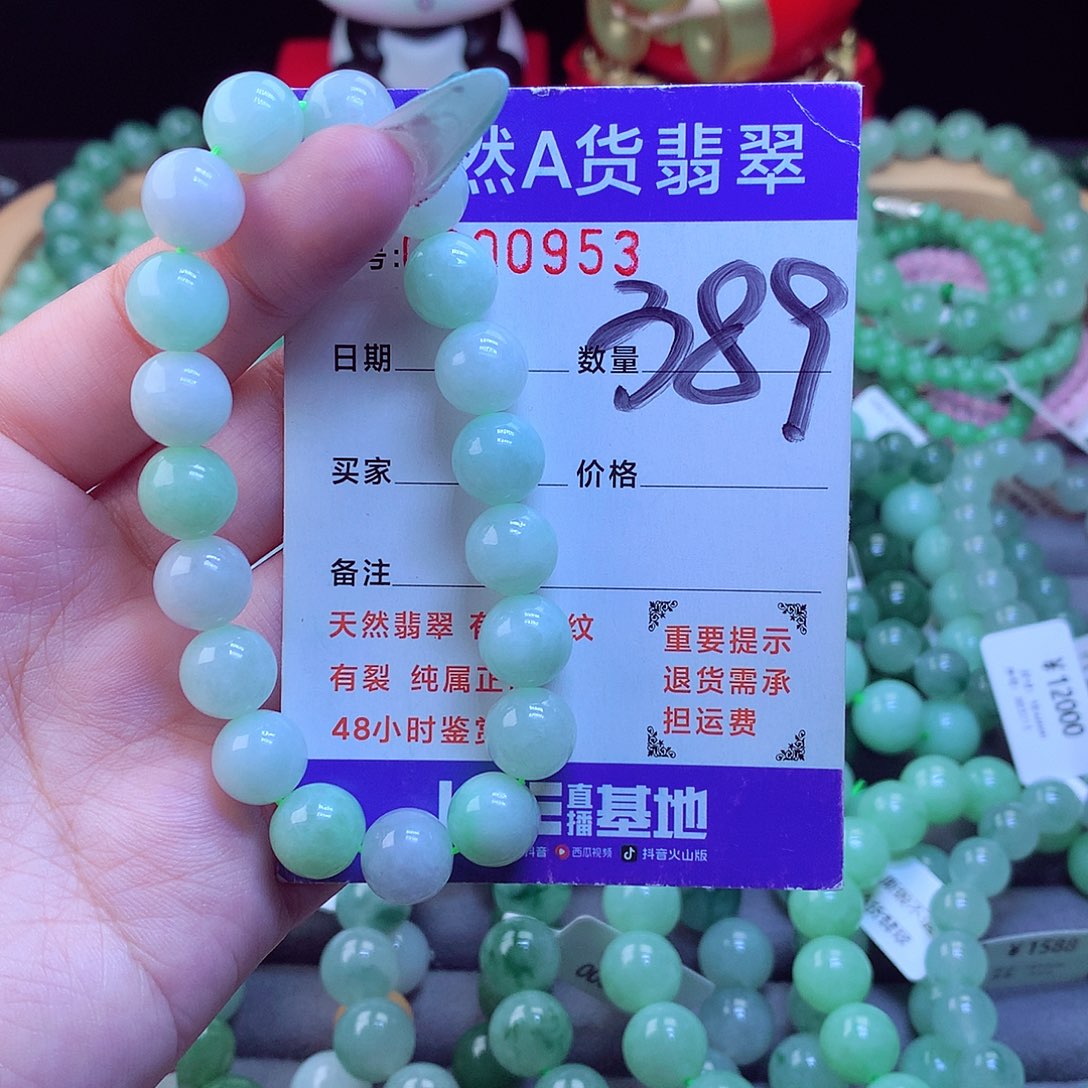 然A货翡翠
号: 00953
389
日期 数量
买家 价格
备注
天然翡翠 有 纹
有裂 纯属正
48小时鉴赏
重要提示
退货需承
担运费
直播基地
抖音 西瓜视频 抖音火山版
¥12000
¥1588